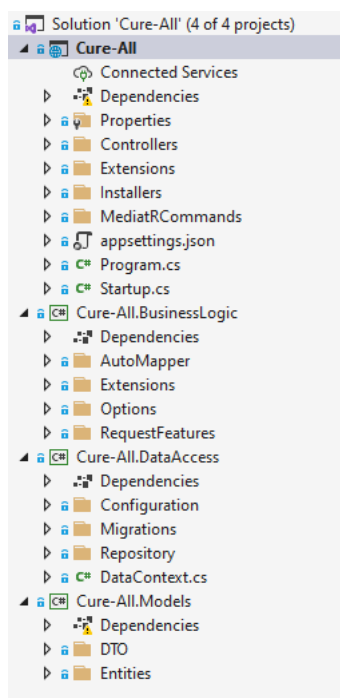 Solution 'Cure-All' (4 of 4 projects)
Cure-All
Connected Services
Dependencies
Properties
Controllers
Extensions
Installers
MediatRCommands
appsettings.json
C# Program.cs
C# Startup.cs
C# Cure-All.BusinessLogic
Dependencies
AutoMapper
Extensions
Options
RequestFeatures
C# Cure-All.DataAccess
Dependencies
Configuration
Migrations
Repository
C# DataContext.cs
C# Cure-All.Models
Dependencies
DTO
Entities